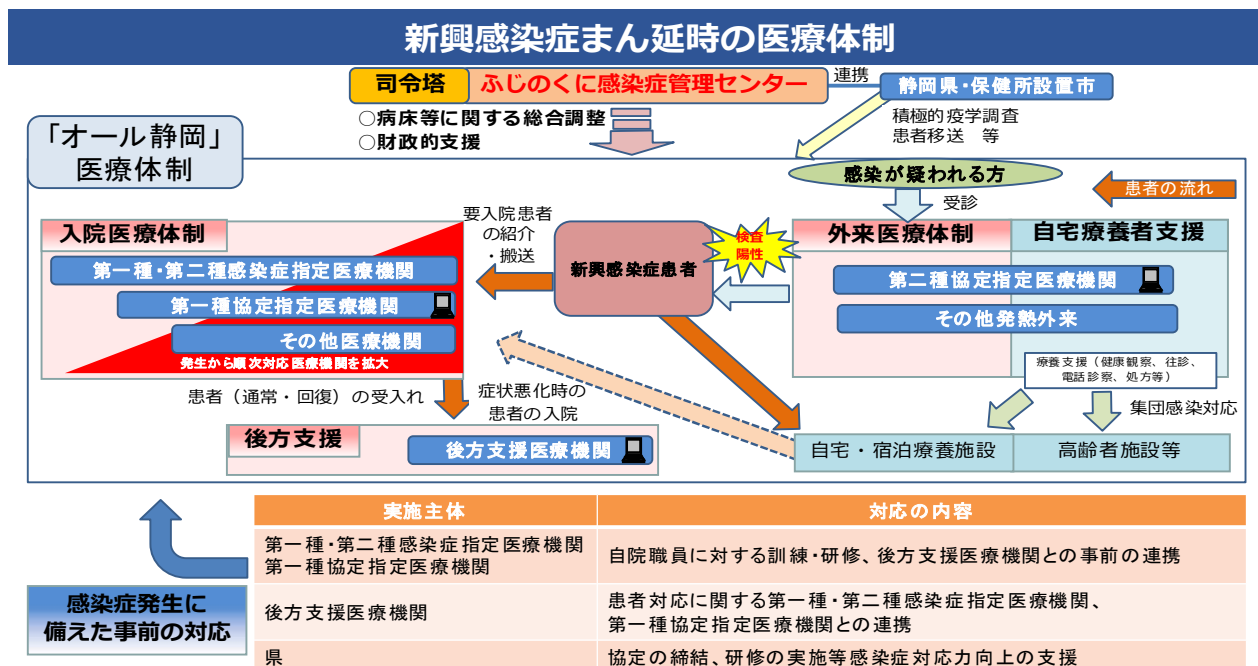 新興感染症まん延時の医療体制
司令塔
ふじのくに感染症管理センター
連携
静岡県・保健所設置市
○病床等に関する総合調整
○財政的支援
積極的疫学調査
患者移送 等
「オール静岡」
医療体制
感染が疑われる方
患者の流れ
受診
入院医療体制
要入院患者
の紹介
・搬送
新興感染症患者
検査
陽性
外来医療体制
自宅療養者支援
第一種・第二種感染症指定医療機関
第一種協定指定医療機関
その他医療機関
発生から順次対応医療機関を拡大
第二種協定指定医療機関
その他発熱外来
療養支援（健康観察、往診、
電話診察、処方等）
患者（通常・回復）の受入れ
症状悪化時の
患者の入院
集団感染対応
後方支援
後方支援医療機関
自宅・宿泊療養施設
高齢者施設等
感染症発生に
備えた事前の対応
実施主体
対応の内容
第一種・第二種感染症指定医療機関
第一種協定指定医療機関
自院職員に対する訓練・研修、後方支援医療機関との事前の連携
後方支援医療機関
患者対応に関する第一種・第二種感染症指定医療機関、
第一種協定指定医療機関との連携
県
協定の締結、研修の実施等感染症対応力向上の支援